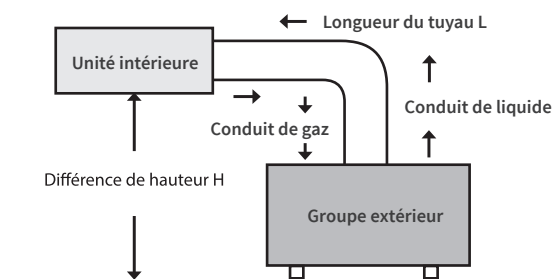 Longueur du tuyau L
Unité intérieure
Conduit de liquide
Conduit de gaz
Différence de hauteur H
Groupe extérieur